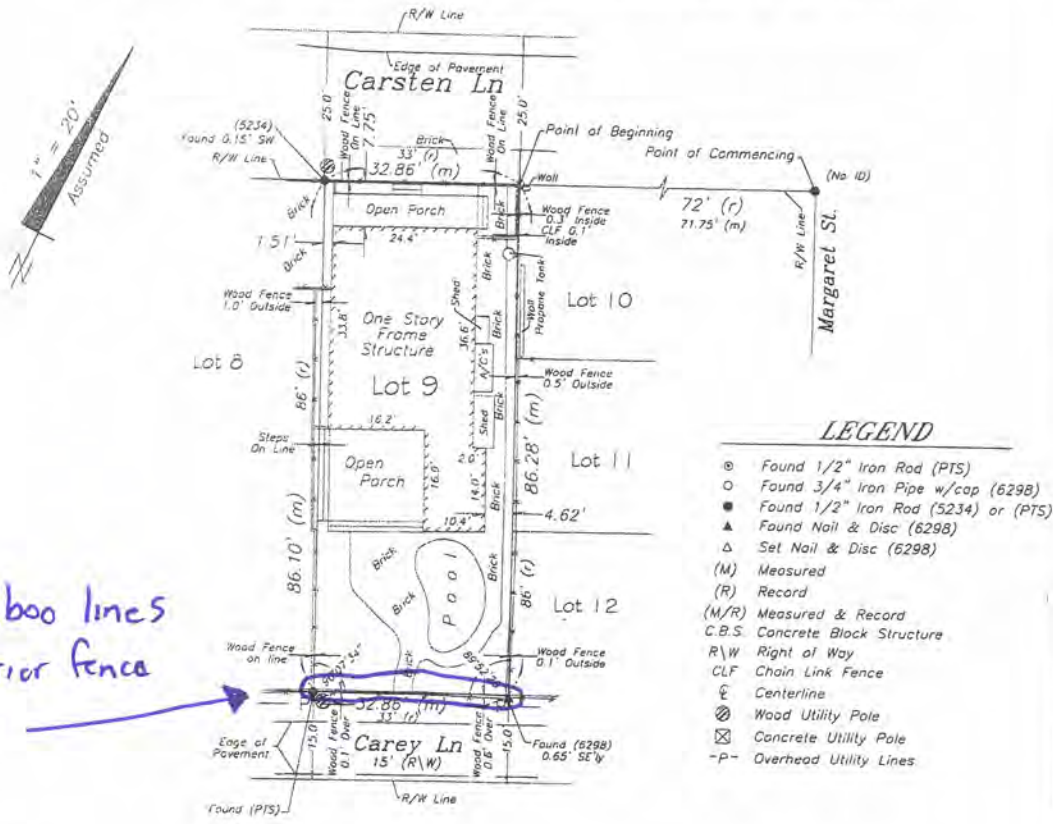 R/W Line
Edge of Pavement
Carsten Ln
1" = 20'
Assumed
25.0'
25.0'
Wood Fence
On Line
7.75'
Wood Fence
On Line
(5234)
Found 0.15' SW
R/W Line
Brick
33' (r)
32.86' (m)
Point of Beginning
Point of Commencing
(No ID)
Wall
72' (r)
71.75' (m)
R/W Line
Margaret St.
Brick
Open Porch
Brick
Wood Fence
0.3' Inside
CLF 0.1'
Inside
24.4'
1.51'
Brick
Brick
Wood Fence
1.0' Outside
33.8'
One Story
Frame
Structure
36.6'
Shed
Brick
Wall
Propane Tank
Lot 10
Lot 8
86' (r)
Lot 9
A/C's
Brick
Wood Fence
0.5' Outside
16.2'
Steps
On Line
Open
Porch
16.0'
Shed
2.0'
14.0'
10.4'
Brick
86.28' (m)
Lot 11
4.62'
86.10' (m)
Brick
Brick
Pool
Brick
86' (r)
Lot 12
boo lines
rior fence
Wood Fence
on line
Brick
Wood Fence
0.1' Outside
32.86' (m)
33' (r)
Edge of
Pavement
15.0'
Wood Fence
0.1' Over
Carey Ln
15' (R\W)
Wood Fence
0.6' Over
15.0'
Found (6298)
0.65' SE'ly
R/W Line
Found (PTS)
LEGEND
Found 1/2" Iron Rod (PTS)
Found 3/4" Iron Pipe w/cap (6298)
Found 1/2" Iron Rod (5234) or (PTS)
Found Nail & Disc (6298)
Set Nail & Disc (6298)
(M) Measured
(R) Record
(M/R) Measured & Record
C.B.S. Concrete Block Structure
R\W Right of Way
CLF Chain Link Fence
℄ Centerline
Wood Utility Pole
Concrete Utility Pole
-P- Overhead Utility Lines